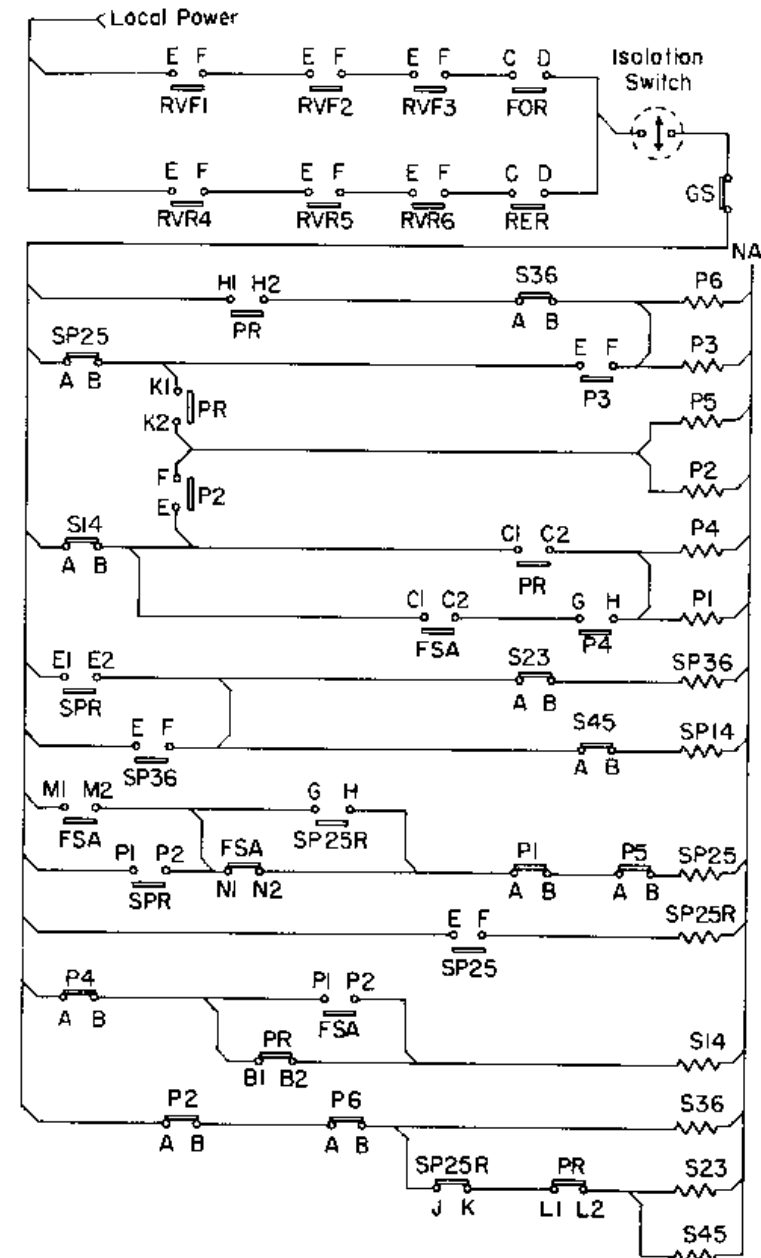 Local Power
E F E F E F C D Isolation Switch
RVF1 RVF2 RVF3 FOR
E F E F E F C D
RVR4 RVR5 RVR6 RER
GS
NA
H1 H2 S36 P6
PR A B
SP25 E F P3
A B P3
K1 PR P5
K2
F P2 P2
E
S14 C1 C2 P4
A B PR
C1 C2 G H P1
FSA P4
E1 E2 S23 SP36
SPR A B
E F S45 SP14
SP36 A B
M1 M2 G H
FSA SP25R
P1 P2 FSA P1 P5 SP25
SPR N1 N2 A B A B
E F SP25R
SP25
P4 P1 P2
A B FSA
PR S14
B1 B2
P2 P6 S36
A B A B
SP25R PR S23
J K L1 L2
S45